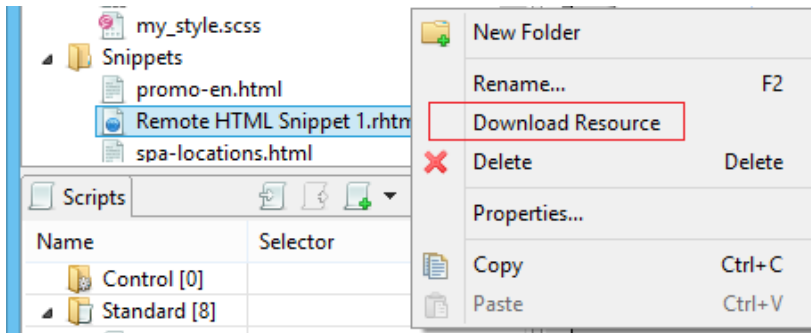 my_style.scss
Snippets
promo-en.html
Remote HTML Snippet 1.rhtm
spa-locations.html
Scripts
Name Selector
Control [0]
Standard [8]
New Folder
Rename... F2
Download Resource
Delete Delete
Properties...
Copy Ctrl+C
Paste Ctrl+V